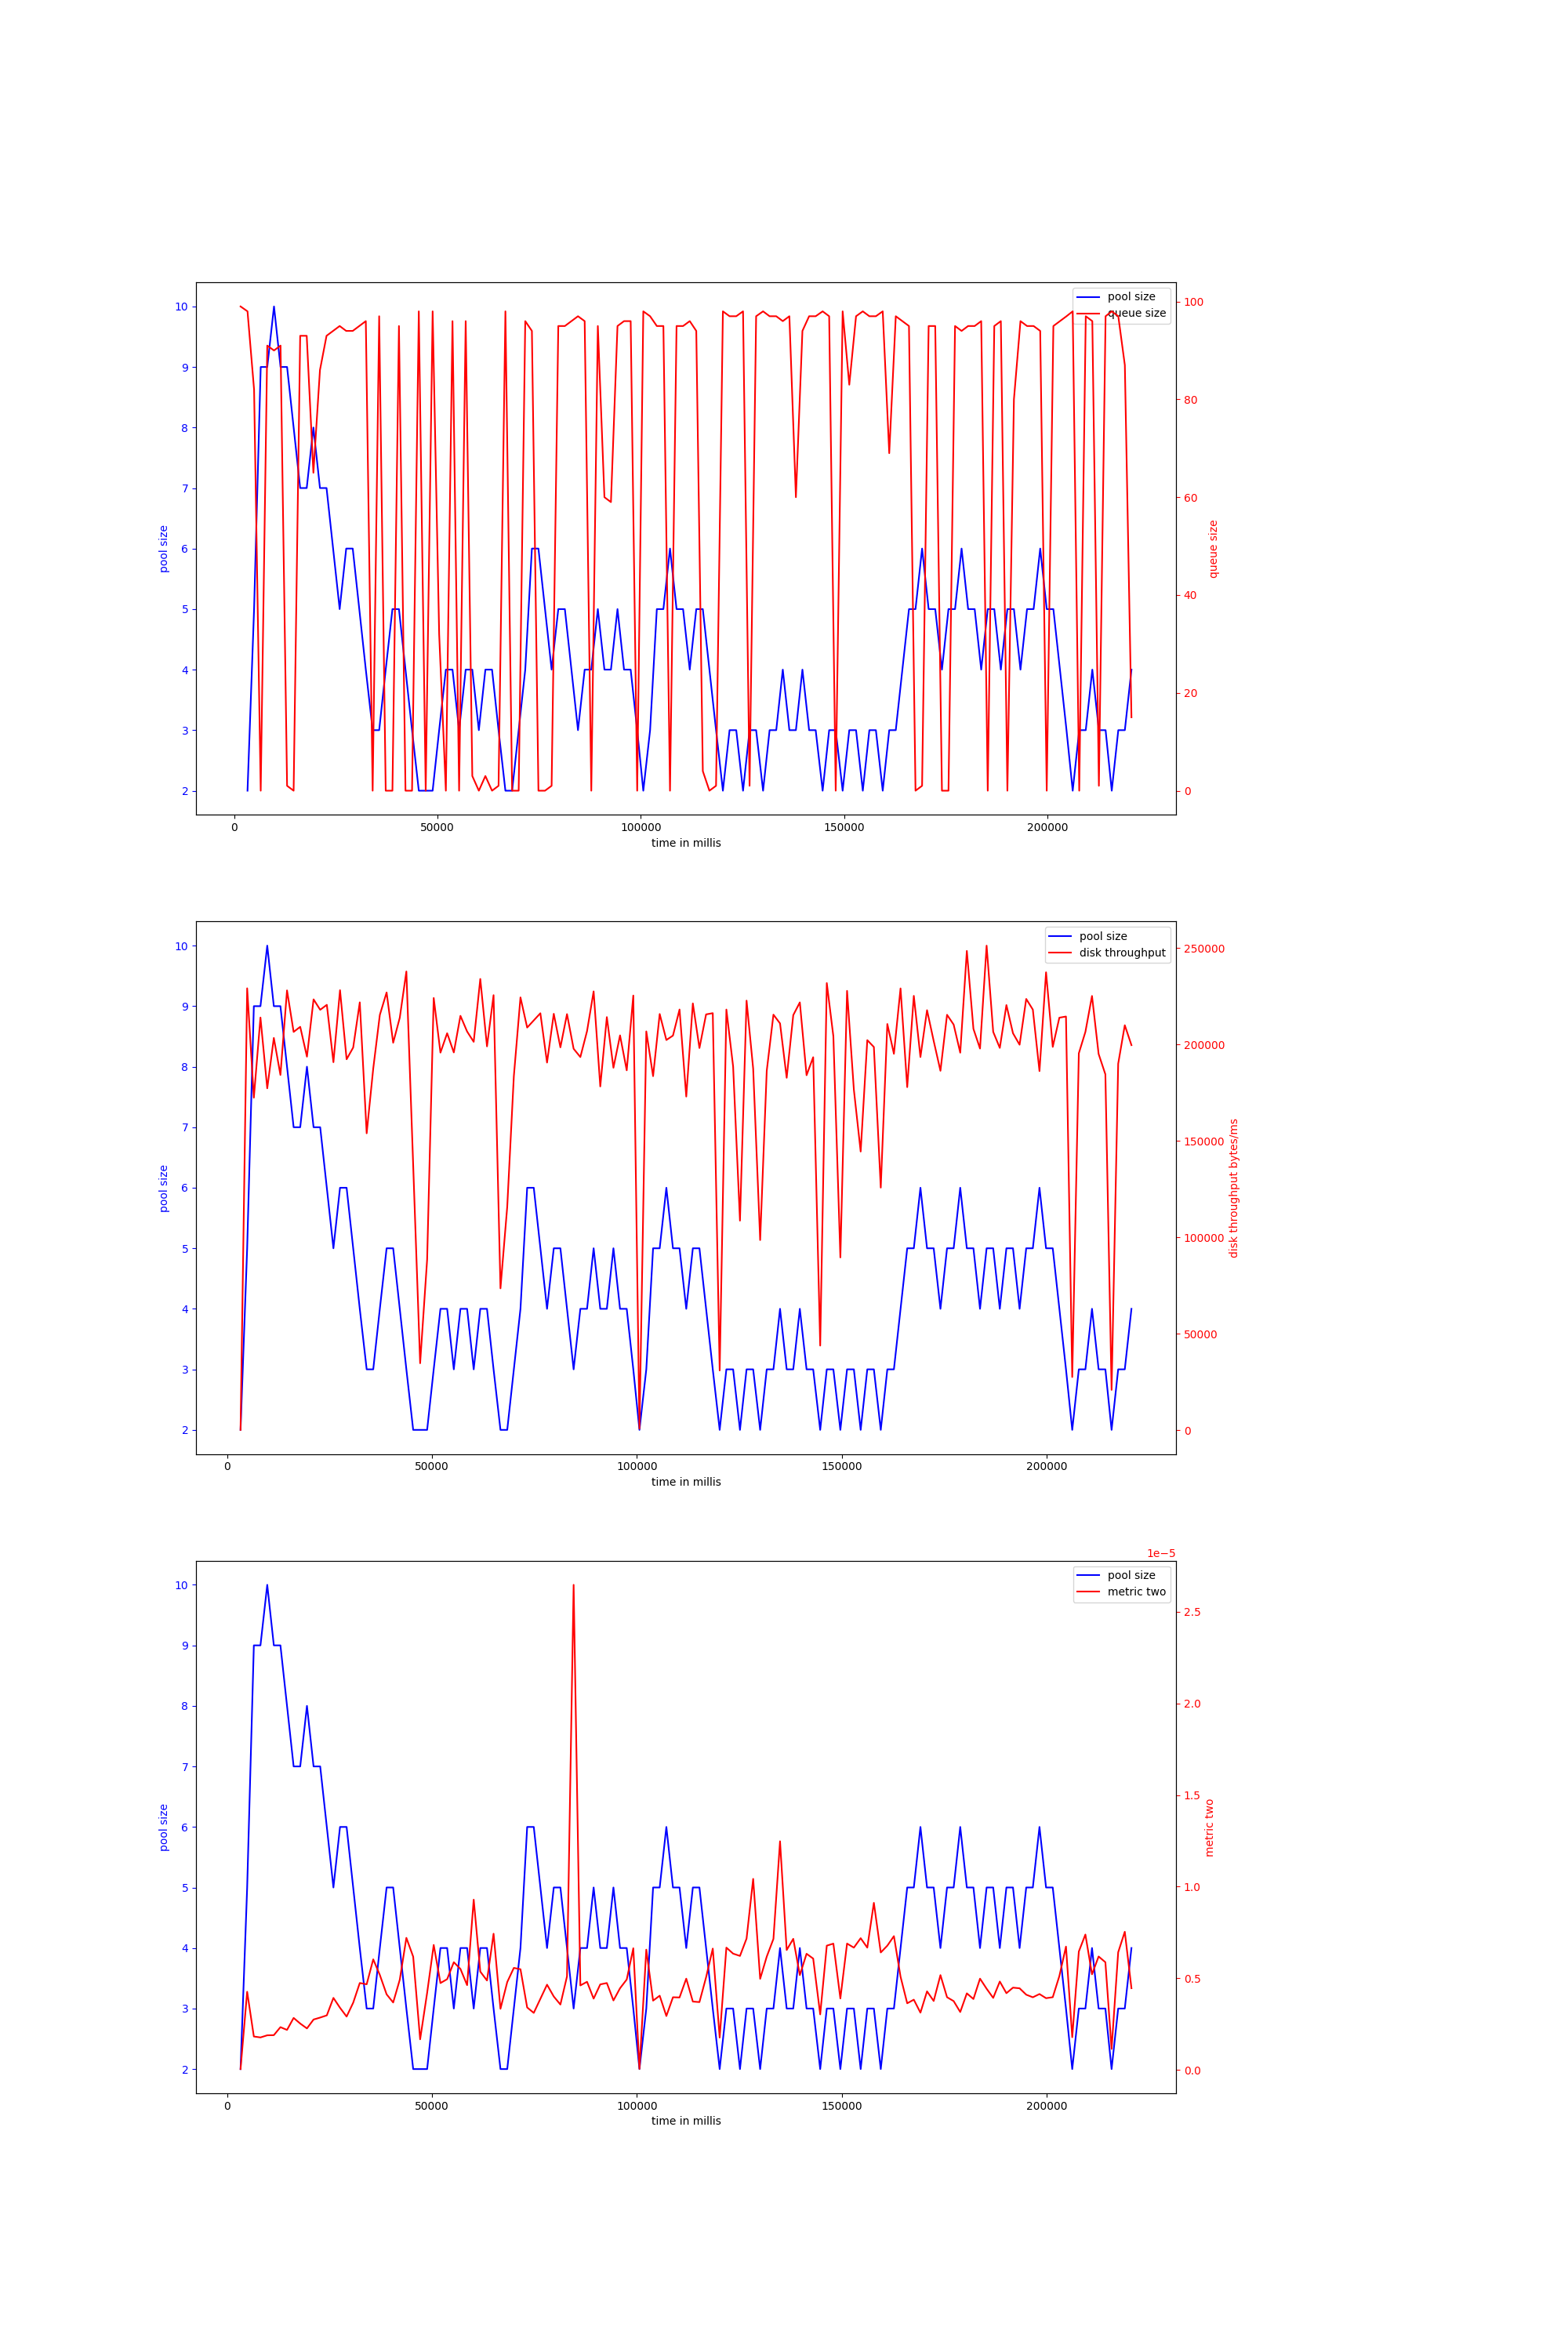 pool size
queue size
10
9
8
7
6
5
4
3
2
pool size
100
80
60
40
20
0
queue size
0 50000 100000 150000 200000
time in millis
pool size
disk throughput
10
9
8
7
6
5
4
3
2
pool size
250000
200000
150000
100000
50000
0
disk throughput bytes/ms
0 50000 100000 150000 200000
time in millis
1e−5
pool size
metric two
10
9
8
7
6
5
4
3
2
pool size
2.5
2.0
1.5
1.0
0.5
0.0
metric two
0 50000 100000 150000 200000
time in millis